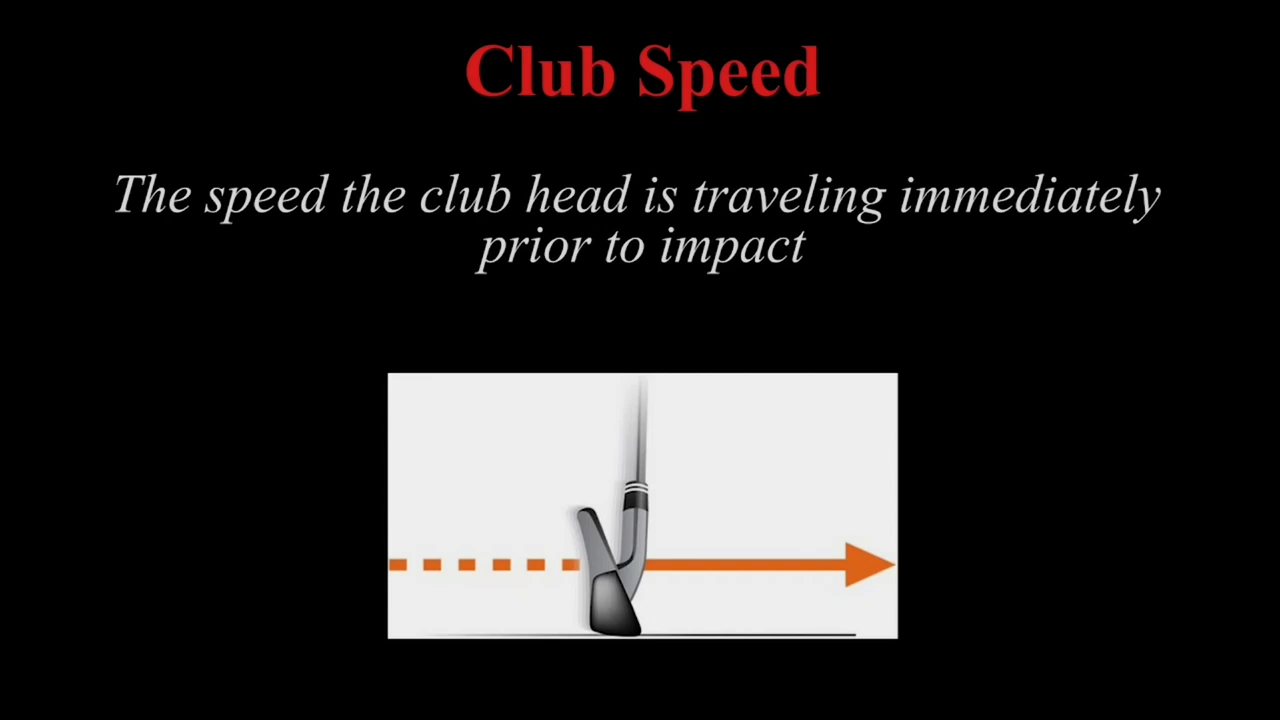 Club Speed
The speed the club head is traveling immediately
prior to impact